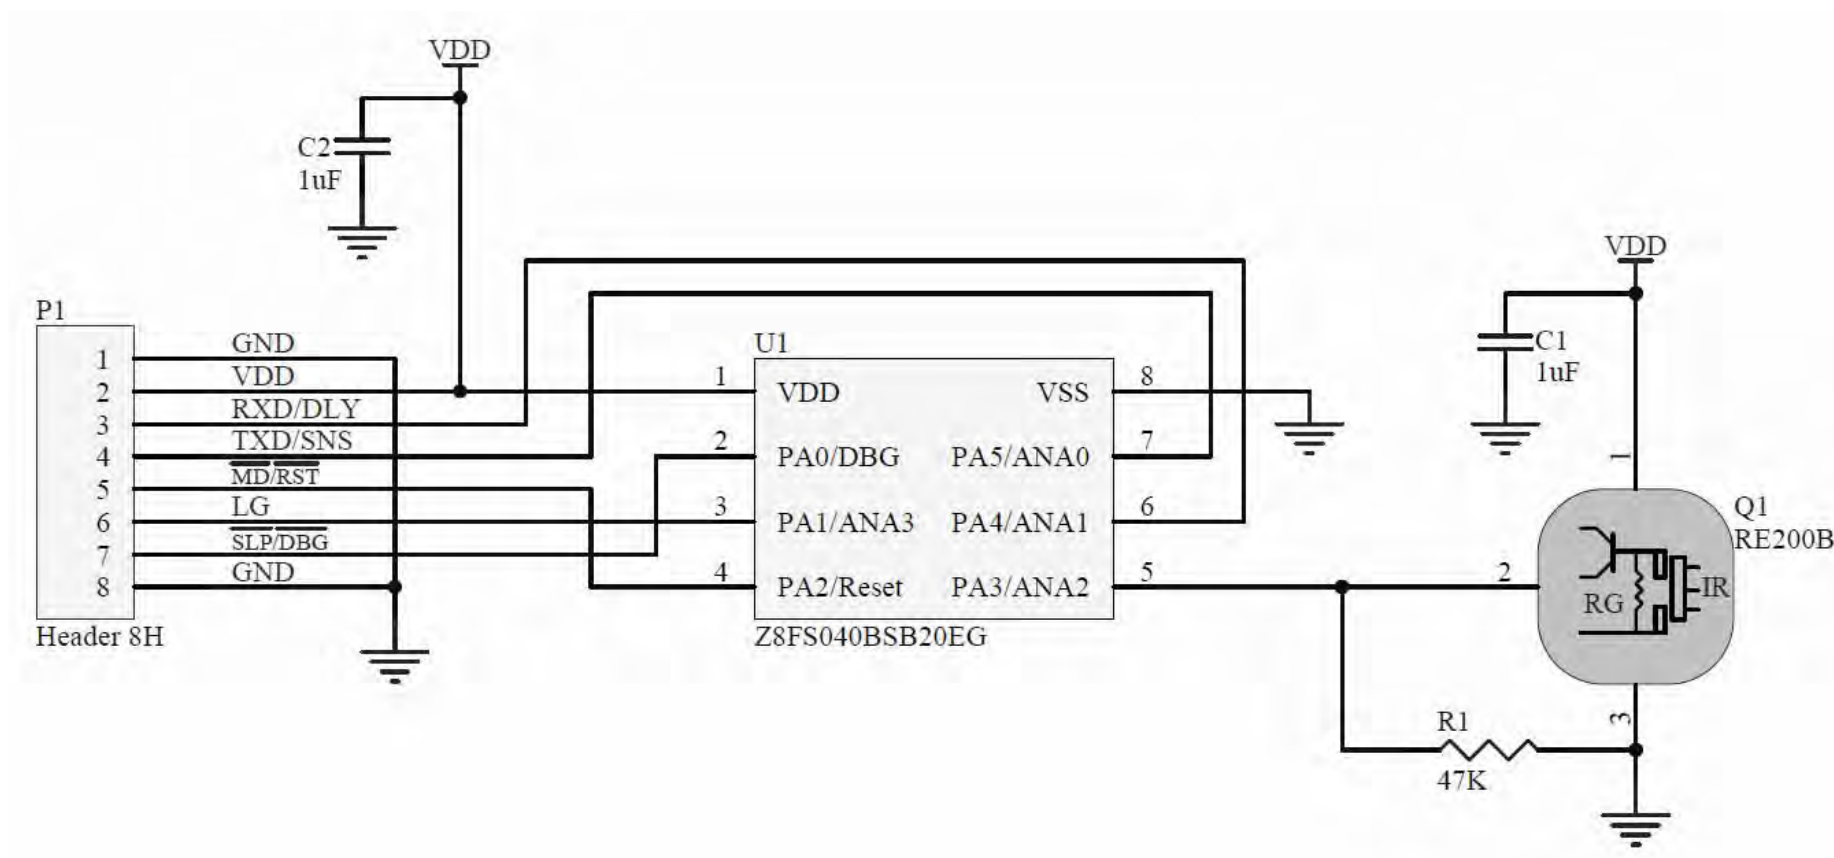 VDD
C2
1uF
VDD
P1
1 GND
2 VDD
3 RXD/DLY
4 TXD/SNS
5 MD/RST
6 LG
7 SLP/DBG
8 GND
Header 8H
U1
1 VDD VSS 8
2 PA0/DBG PA5/ANA0 7
3 PA1/ANA3 PA4/ANA1 6
4 PA2/Reset PA3/ANA2 5
Z8FS040BSB20EG
C1
1uF
1
Q1
RE200B
2
RG
IR
3
R1
47K